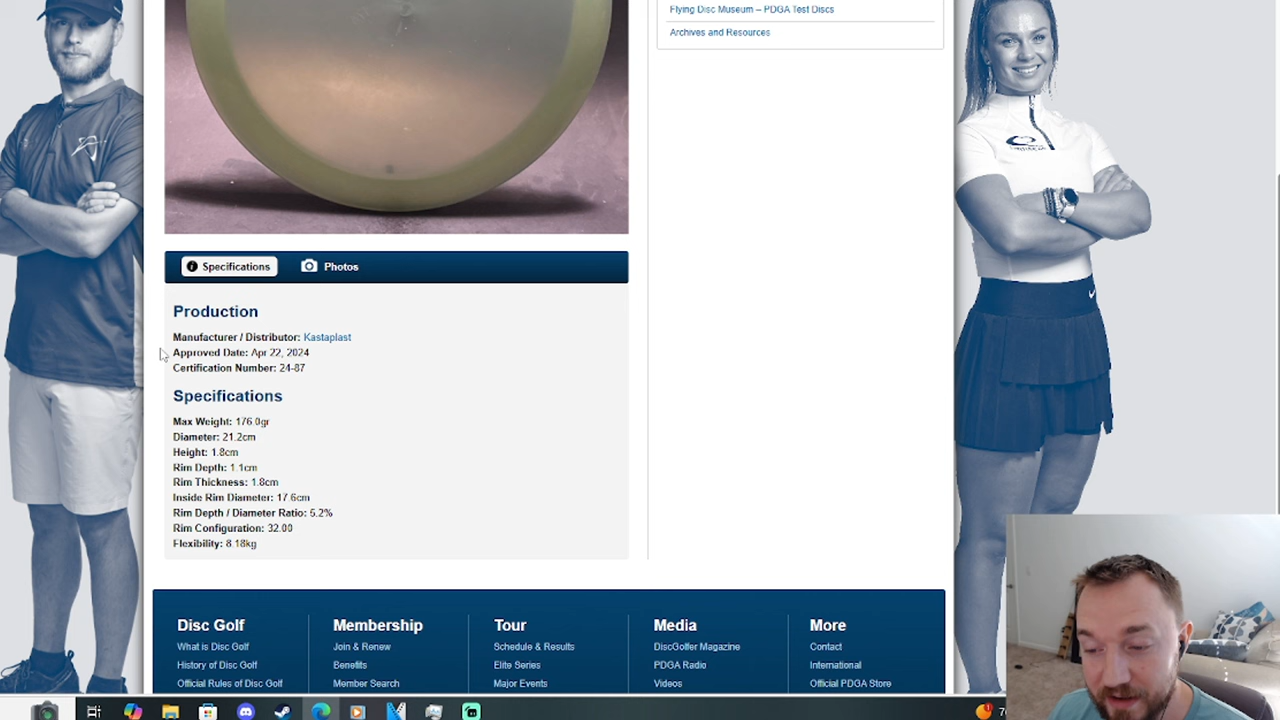 Flying Disc Museum – PDGA Test Discs
Archives and Resources
Specifications
Photos
Production
Manufacturer / Distributor: Kastaplast
Approved Date: Apr 22, 2024
Certification Number: 24-87
Specifications
Max Weight: 176.0gr
Diameter: 21.2cm
Height: 1.8cm
Rim Depth: 1.1cm
Rim Thickness: 1.8cm
Inside Rim Diameter: 17.6cm
Rim Depth / Diameter Ratio: 5.2%
Rim Configuration: 32.00
Flexibility: 8.18kg
Disc Golf
What is Disc Golf
History of Disc Golf
Official Rules of Disc Golf
Membership
Join & Renew
Benefits
Member Search
Tour
Schedule & Results
Elite Series
Major Events
Media
DiscGolfer Magazine
PDGA Radio
Videos
More
Contact
International
Official PDGA Store